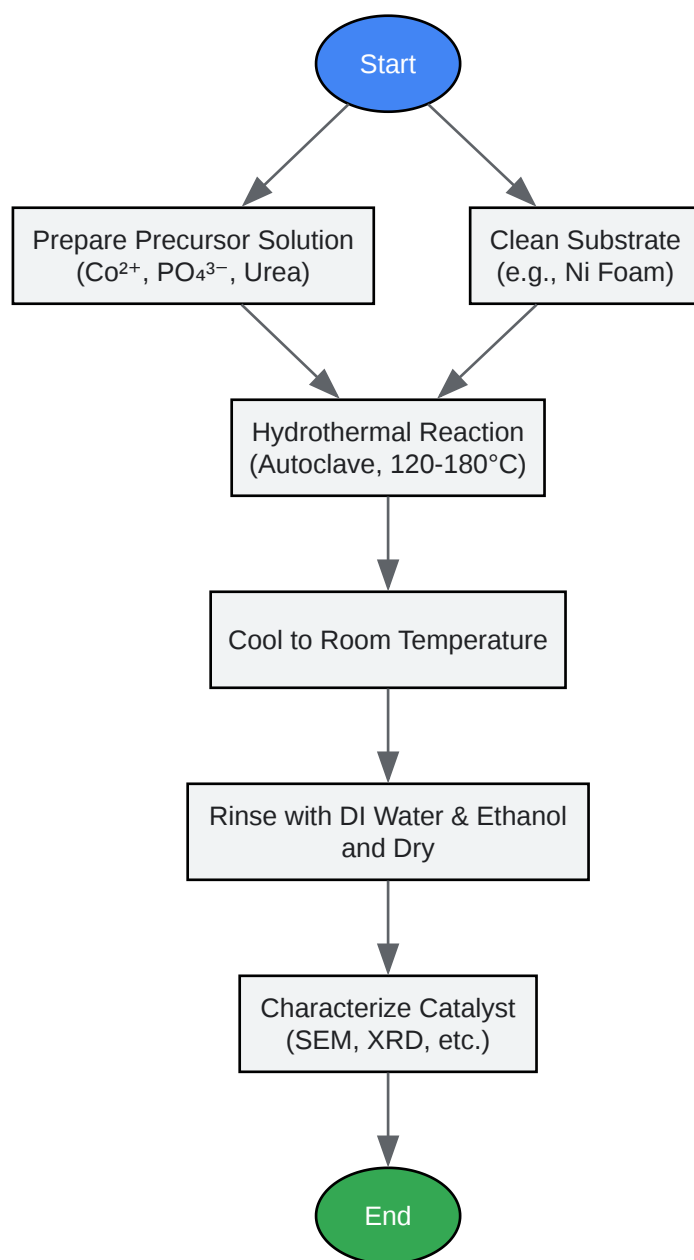 Start
Prepare Precursor Solution
(Co²⁺, PO₄³⁻, Urea)
Clean Substrate
(e.g., Ni Foam)
Hydrothermal Reaction
(Autoclave, 120-180°C)
Cool to Room Temperature
Rinse with DI Water & Ethanol
and Dry
Characterize Catalyst
(SEM, XRD, etc.)
End